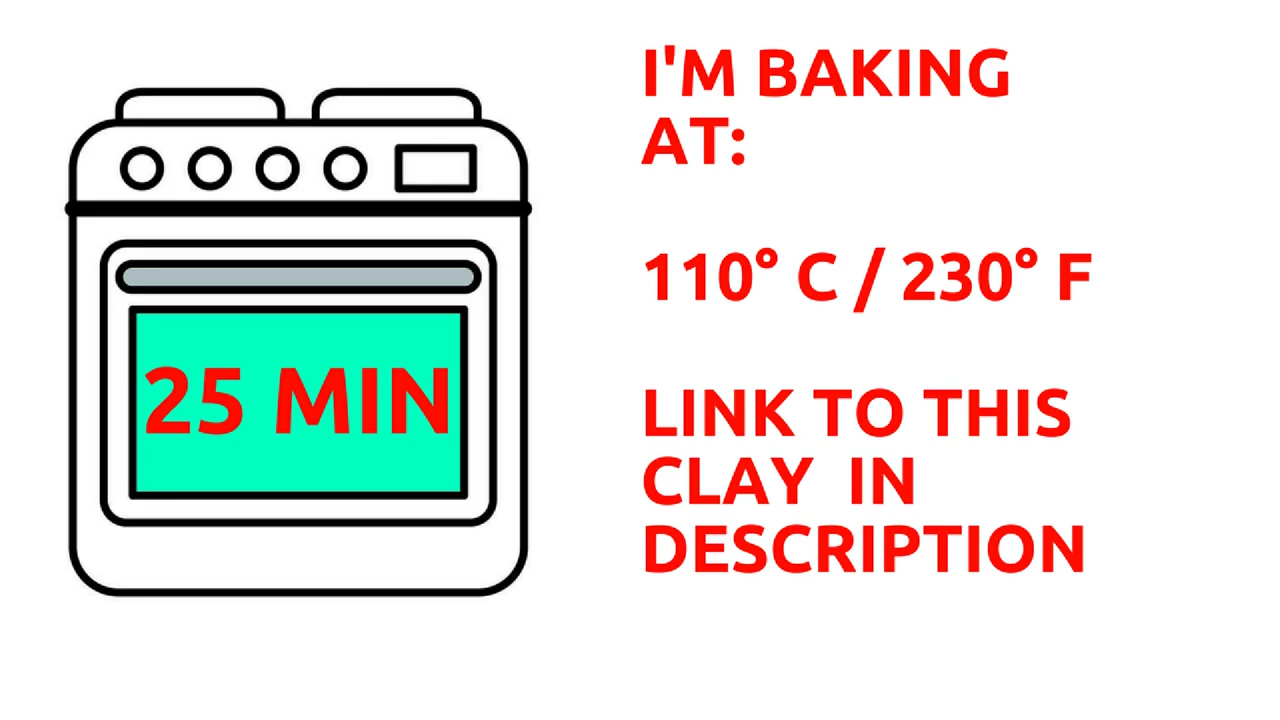 25 MIN
I'M BAKING
AT:
110° C / 230° F
LINK TO THIS
CLAY IN
DESCRIPTION